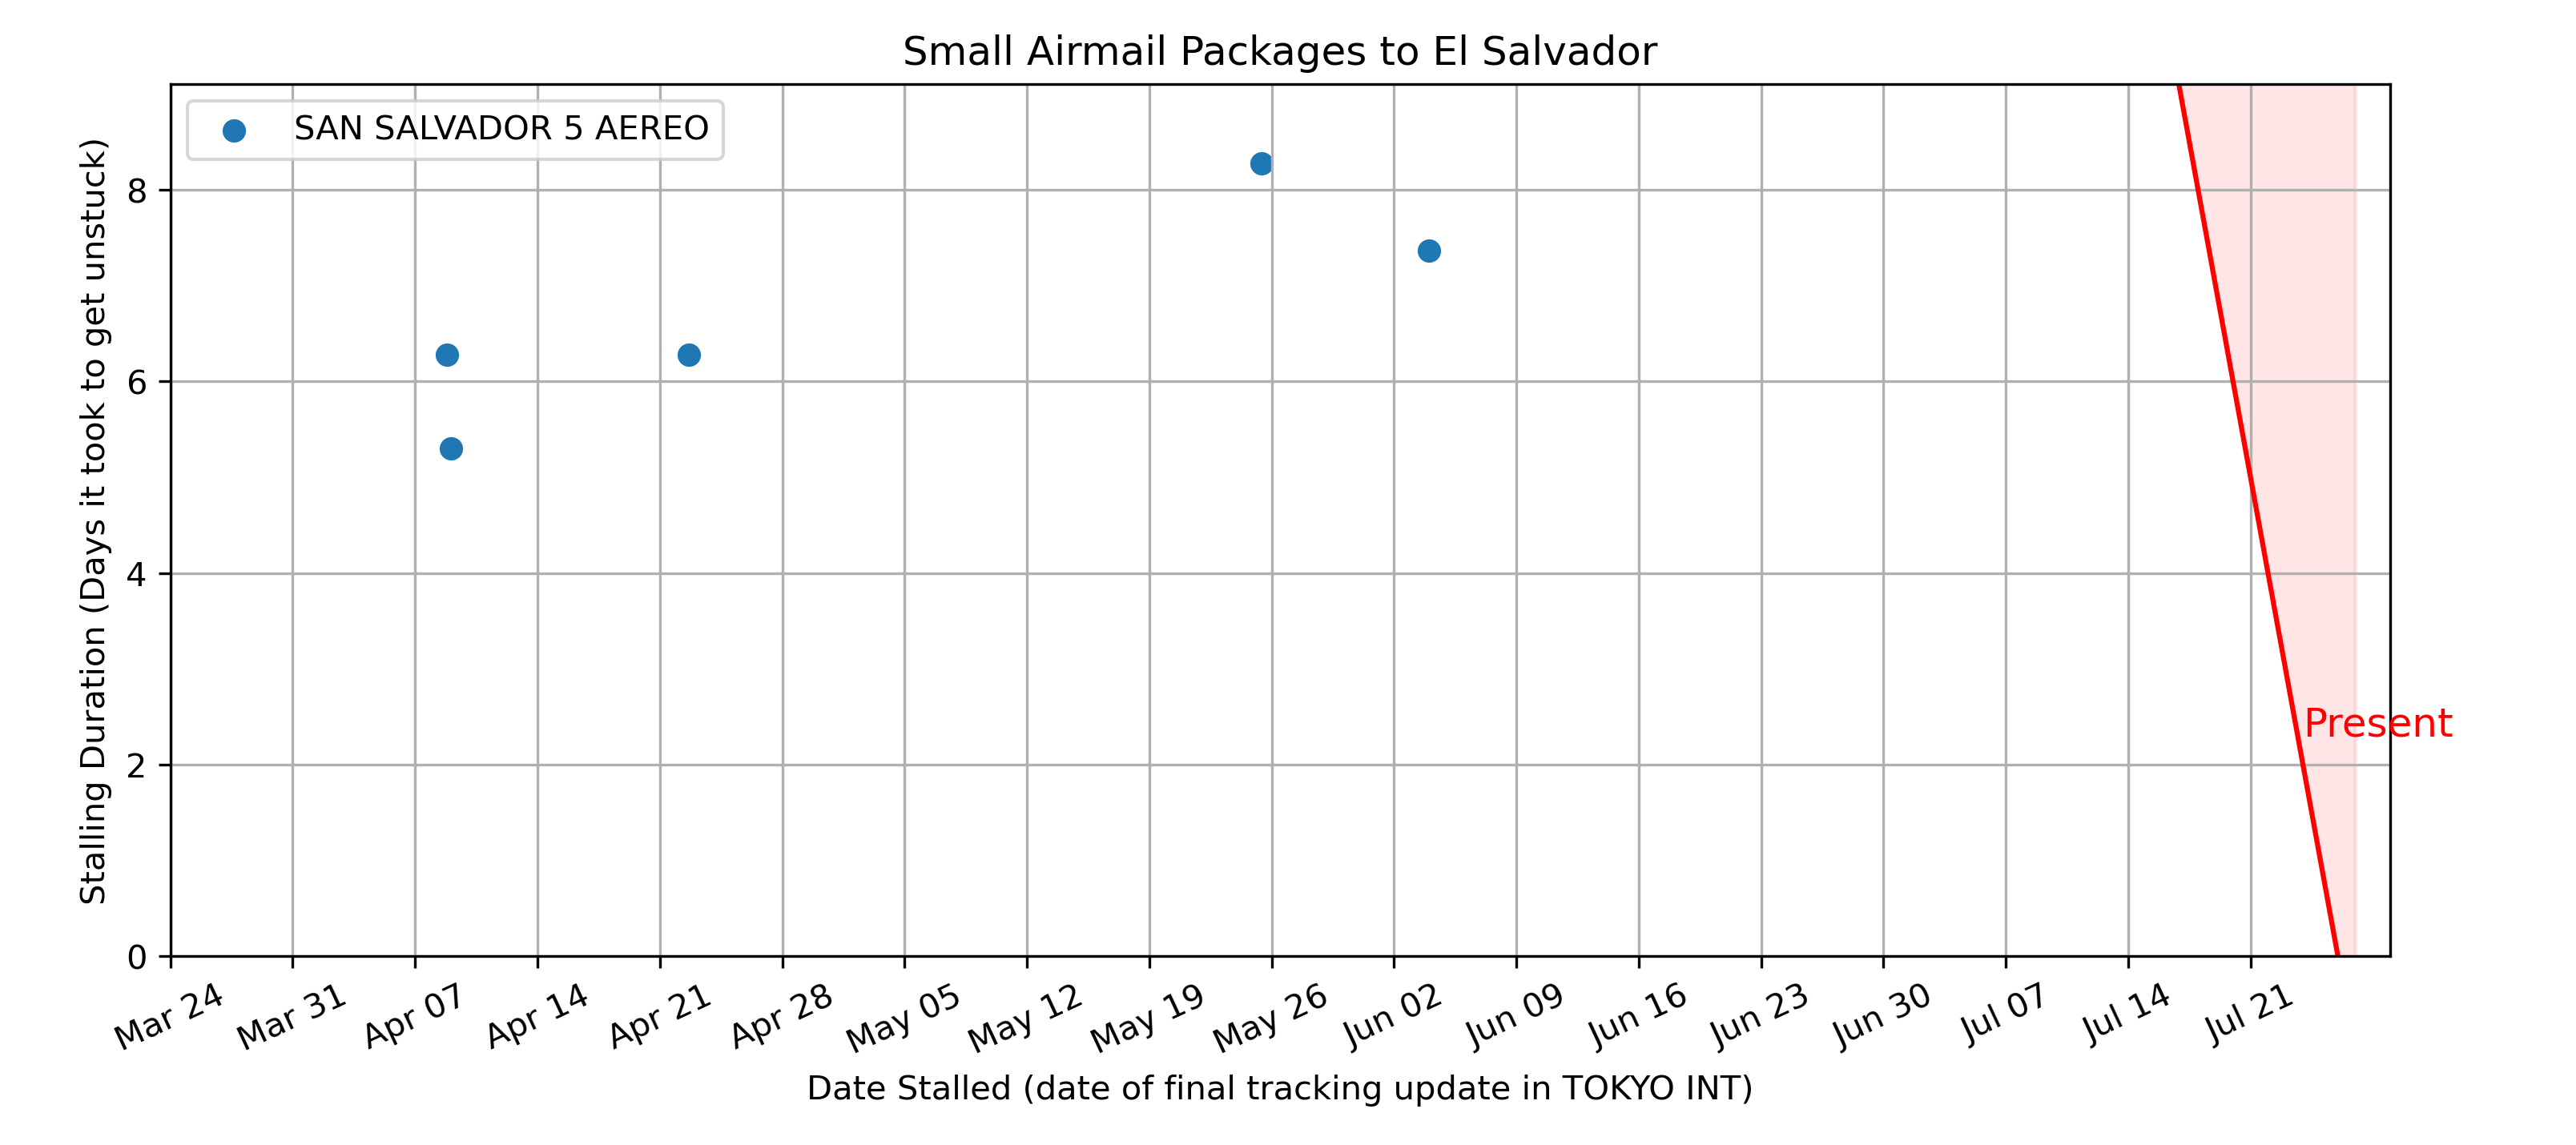 Small Airmail Packages to El Salvador
SAN SALVADOR 5 AEREO
Stalling Duration (Days it took to get unstuck)
8
6
4
2
0
Present
Mar 24
Mar 31
Apr 07
Apr 14
Apr 21
Apr 28
May 05
May 12
May 19
May 26
Jun 02
Jun 09
Jun 16
Jun 23
Jun 30
Jul 07
Jul 14
Jul 21
Date Stalled (date of final tracking update in TOKYO INT)